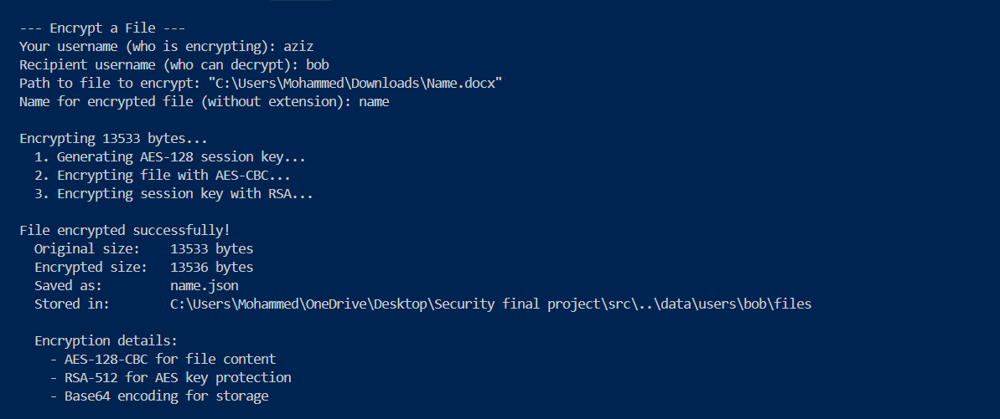 --- Encrypt a File ---
Your username (who is encrypting): aziz
Recipient username (who can decrypt): bob
Path to file to encrypt: "C:\Users\Mohammed\Downloads\Name.docx"
Name for encrypted file (without extension): name
Encrypting 13533 bytes...
1. Generating AES-128 session key...
2. Encrypting file with AES-CBC...
3. Encrypting session key with RSA...
File encrypted successfully!
Original size: 13533 bytes
Encrypted size: 13536 bytes
Saved as: name.json
Stored in: C:\Users\Mohammed\OneDrive\Desktop\Security final project\src\..\data\users\bob\files
Encryption details:
- AES-128-CBC for file content
- RSA-512 for AES key protection
- Base64 encoding for storage